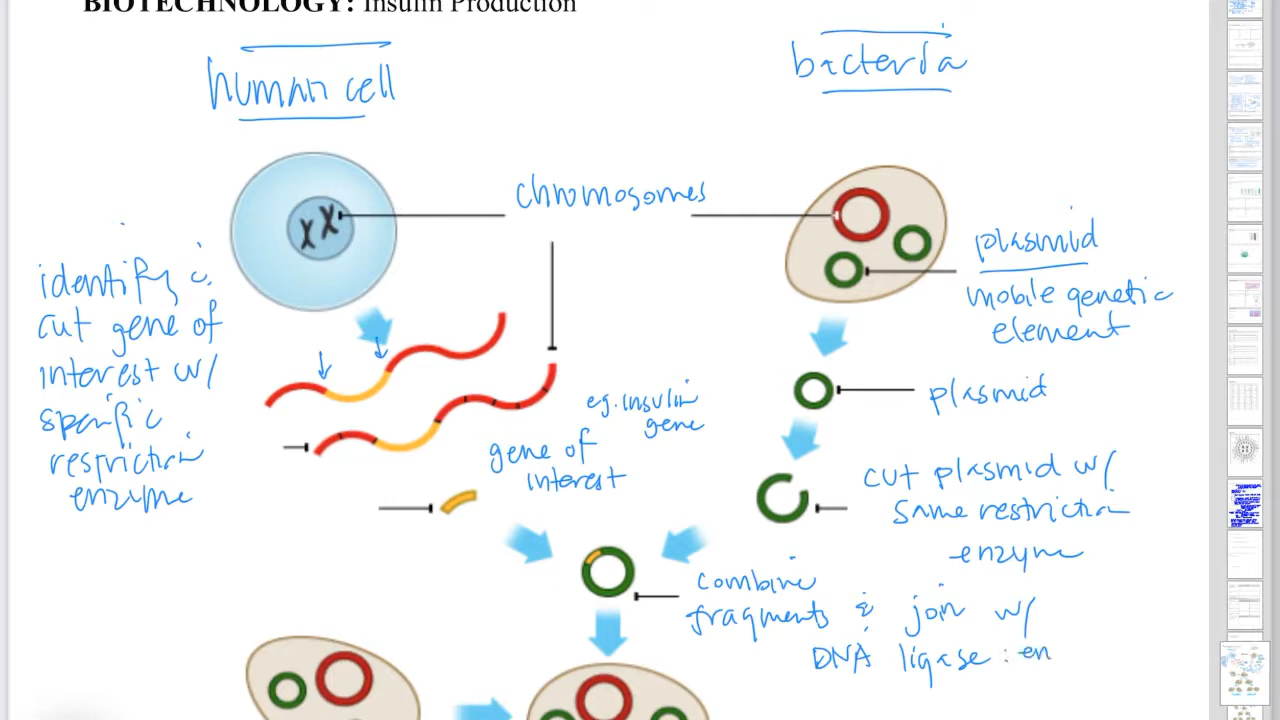 BIOTECHNOLOGY: Insulin Production
human cell
bacteria
chromosomes
plasmid
mobile genetic
element
identify &
cut gene of
interest w/
specific
restriction
enzyme
eg. insulin
gene
gene of
interest
plasmid
cut plasmid w/
same restriction
enzyme
combine
fragments & join w/
DNA ligase: en